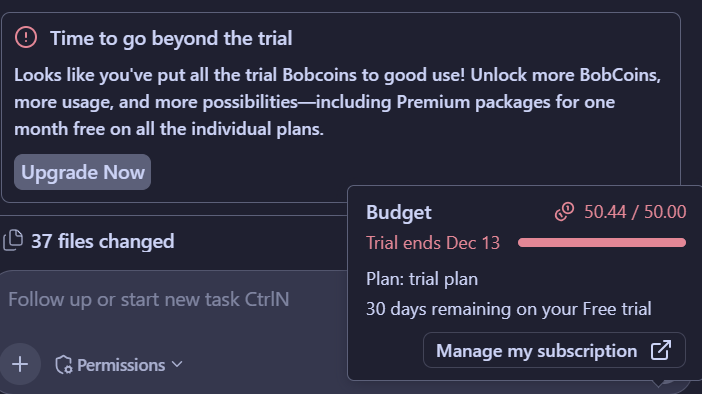 Time to go beyond the trial
Looks like you've put all the trial Bobcoins to good use! Unlock more BobCoins,
more usage, and more possibilities—including Premium packages for one
month free on all the individual plans.
Upgrade Now
37 files changed
Follow up or start new task CtrlN
Permissions
Budget
50.44 / 50.00
Trial ends Dec 13
Plan: trial plan
30 days remaining on your Free trial
Manage my subscription